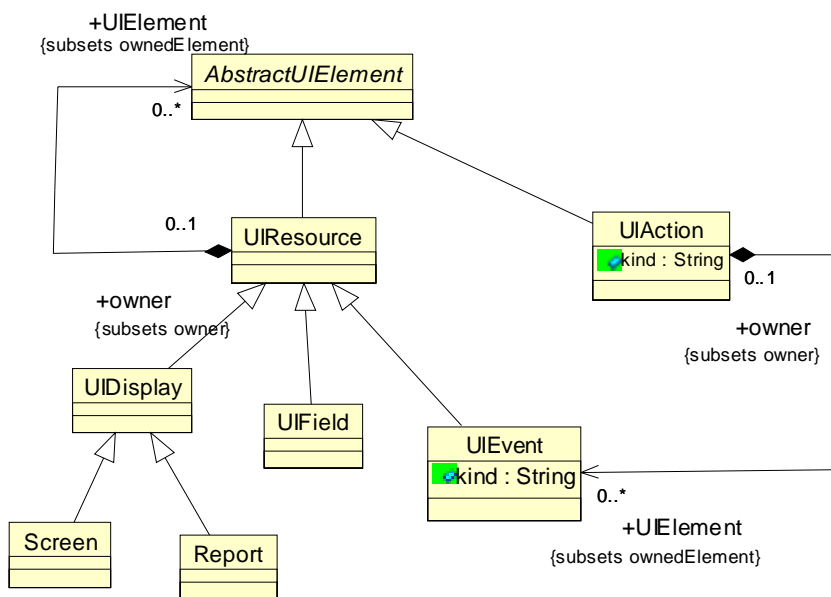 +UIElement
{subsets ownedElement}
AbstractUIElement
0..*
0..1
UIResource
UIAction
kind : String
0..1
+owner
{subsets owner}
+owner
{subsets owner}
UIDisplay
UIField
UIEvent
kind : String
0..*
+UIElement
{subsets ownedElement}
Screen
Report